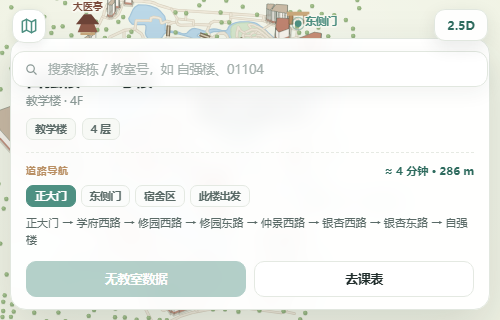 大医亭
东侧门
2.5D
搜索楼栋 / 教室号，如 自强楼、01104
教学楼 · 4F
教学楼
4 层
道路导航
≈ 4 分钟 • 286 m
正大门
东侧门
宿舍区
此楼出发
正大门 → 学府西路 → 修园西路 → 修园东路 → 仲景西路 → 银杏西路 → 银杏东路 → 自强
楼
无教室数据
去课表